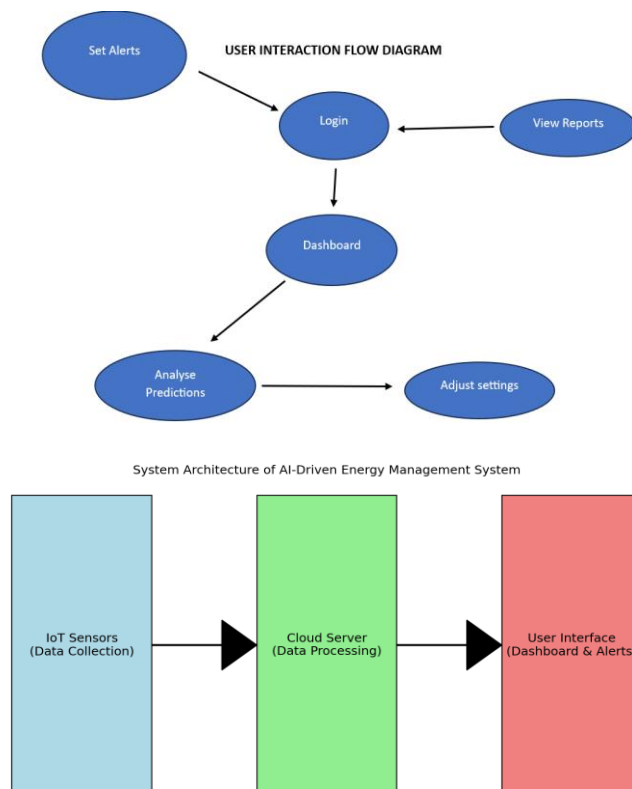 Set Alerts
USER INTERACTION FLOW DIAGRAM
Login
View Reports
Dashboard
Analyse
Predictions
Adjust settings
System Architecture of AI-Driven Energy Management System
IoT Sensors
(Data Collection)
Cloud Server
(Data Processing)
User Interface
(Dashboard & Alerts